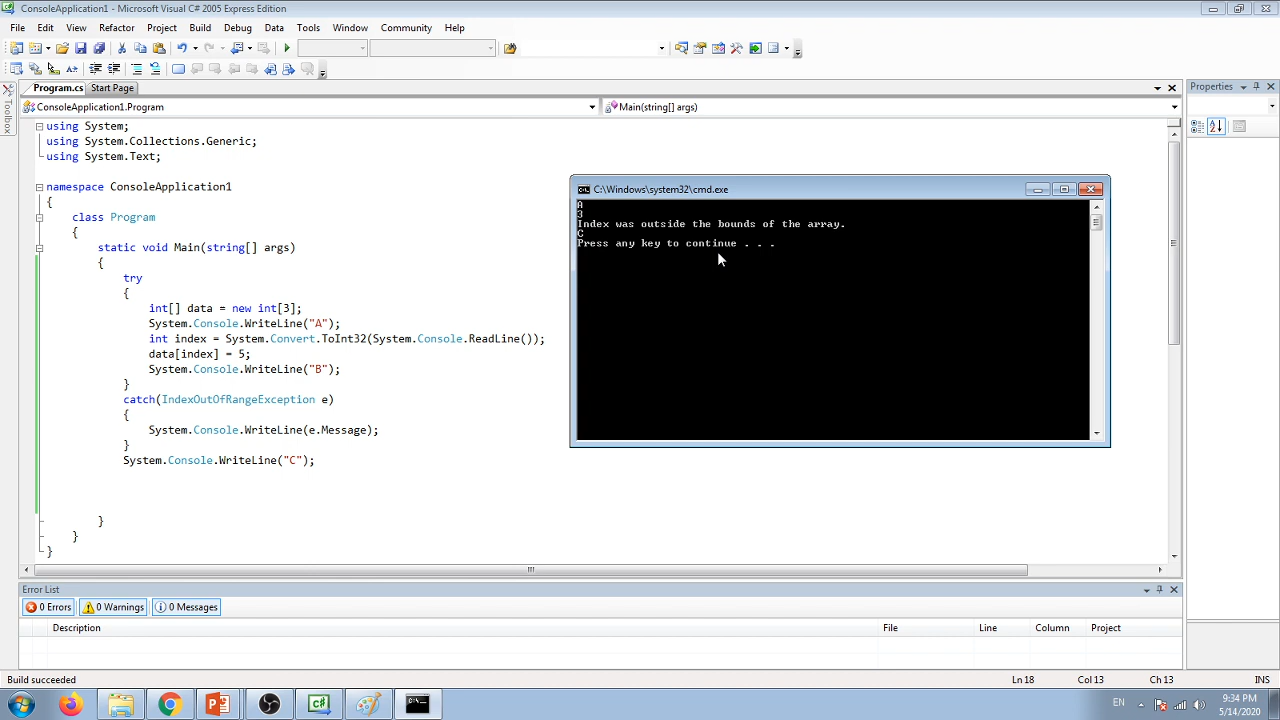 ConsoleApplication1 - Microsoft Visual C# 2005 Express Edition
File Edit View Refactor Project Build Debug Data Tools Window Community Help
Program.cs Start Page
ConsoleApplication1.Program Main(string[] args)
Toolbox
using System;
using System.Collections.Generic;
using System.Text;
namespace ConsoleApplication1
{
class Program
{
static void Main(string[] args)
{
try
{
int[] data = new int[3];
System.Console.WriteLine("A");
int index = System.Convert.ToInt32(System.Console.ReadLine());
data[index] = 5;
System.Console.WriteLine("B");
}
catch(IndexOutOfRangeException e)
{
System.Console.WriteLine(e.Message);
}
System.Console.WriteLine("C");
}
}
}
C:\Windows\system32\cmd.exe
A
3
Index was outside the bounds of the array.
C
Press any key to continue . . .
Properties
Error List
0 Errors 0 Warnings 0 Messages
Description File Line Column Project
Build succeeded Ln 18 Col 13 Ch 13 INS
EN 9:34 PM
5/14/2020